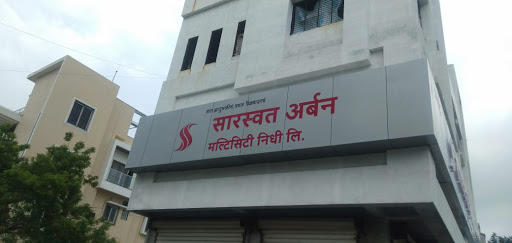 सारस्वत अर्बन
मल्टिसिटी निधी लि.